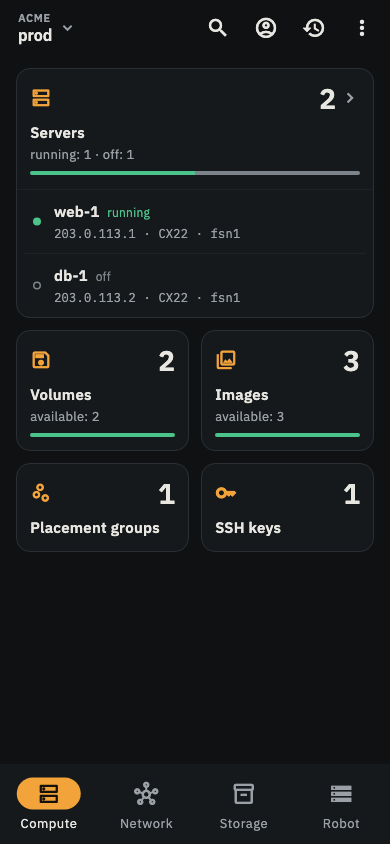 ACME
prod
2
Servers
running: 1 · off: 1
web-1 running
203.0.113.1 · CX22 · fsn1
db-1 off
203.0.113.2 · CX22 · fsn1
2
Volumes
available: 2
3
Images
available: 3
1
Placement groups
1
SSH keys
Compute
Network
Storage
Robot